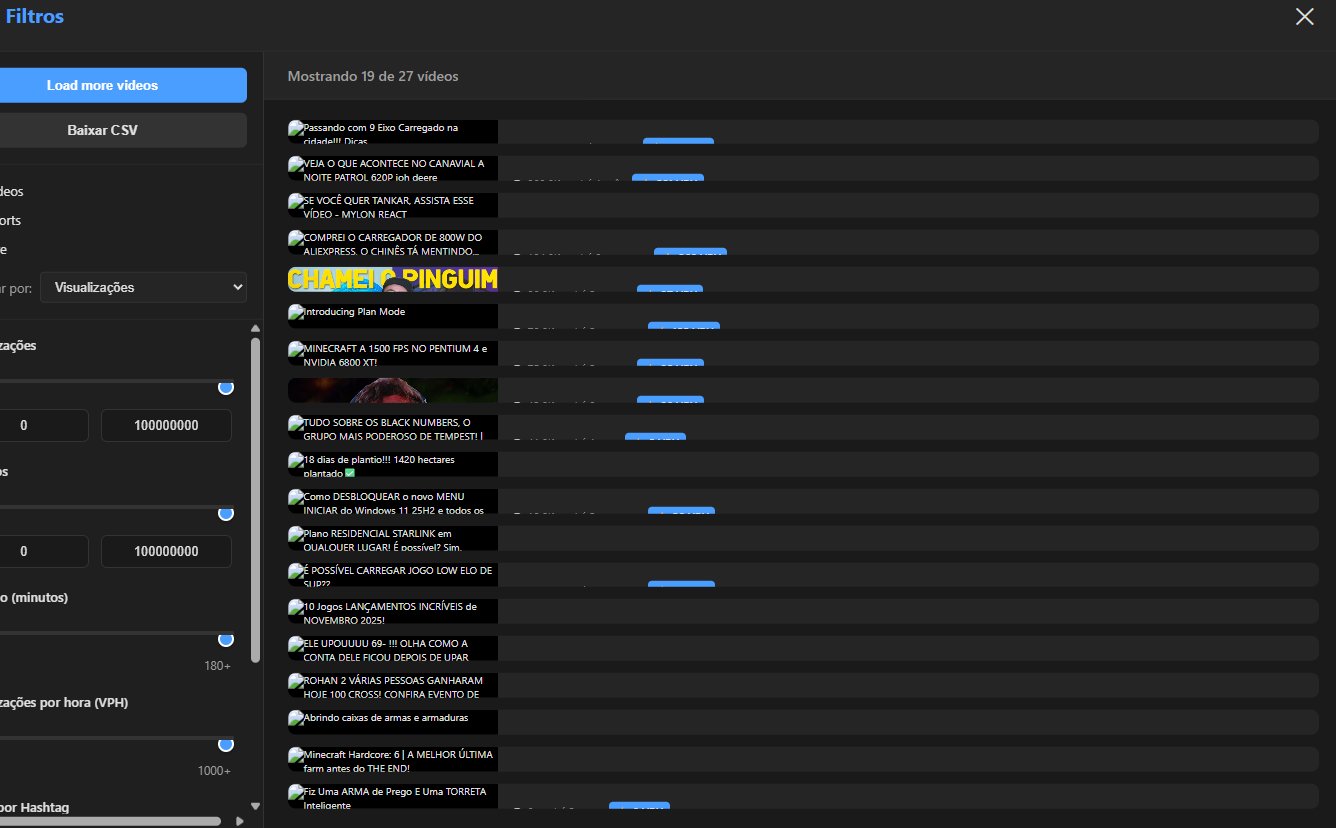 Filtros
Load more videos
Baixar CSV
Mostrando 19 de 27 vídeos
deos
orts
e
ar por:
Visualizações
zações
0
100000000
os
0
100000000
o (minutos)
180+
zações por hora (VPH)
1000+
por Hashtag
Passando com 9 Eixo Carregado na
cidade!!! Dicas
VEJA O QUE ACONTECE NO CANAVIAL A
NOITE PATROL 620P joh deere
SE VOCÊ QUER TANKAR, ASSISTA ESSE
VÍDEO - MYLON REACT
COMPREI O CARREGADOR DE 800W DO
ALIEXPRESS. O CHINÊS TÁ MENTINDO...
CHAMEI O PINGUIM
Introducing Plan Mode
MINECRAFT A 1500 FPS NO PENTIUM 4 e
NVIDIA 6800 XT!
TUDO SOBRE OS BLACK NUMBERS, O
GRUPO MAIS PODEROSO DE TEMPEST! |
18 dias de plantio!!! 1420 hectares
plantado ✅
Como DESBLOQUEAR o novo MENU
INICIAR do Windows 11 25H2 e todos os
Plano RESIDENCIAL STARLINK em
QUALQUER LUGAR! É possível? Sim.
É POSSÍVEL CARREGAR JOGO LOW ELO DE
SUP??
10 Jogos LANÇAMENTOS INCRÍVEIS de
NOVEMBRO 2025!
ELE UPOUUUU 69- !!! OLHA COMO A
CONTA DELE FICOU DEPOIS DE UPAR
ROHAN 2 VÁRIAS PESSOAS GANHARAM
HOJE 100 CROSS! CONFIRA EVENTO DE
Abrindo caixas de armas e armaduras
Minecraft Hardcore: 6 | A MELHOR ÚLTIMA
farm antes do THE END!
Fiz Uma ARMA de Prego E Uma TORRETA
Inteligente